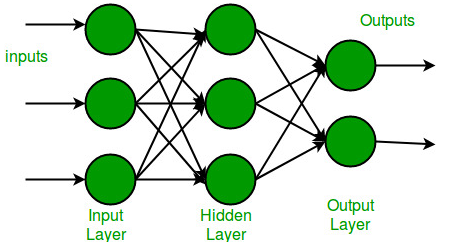 Outputs
inputs
Input
Layer
Hidden
Layer
Output
Layer